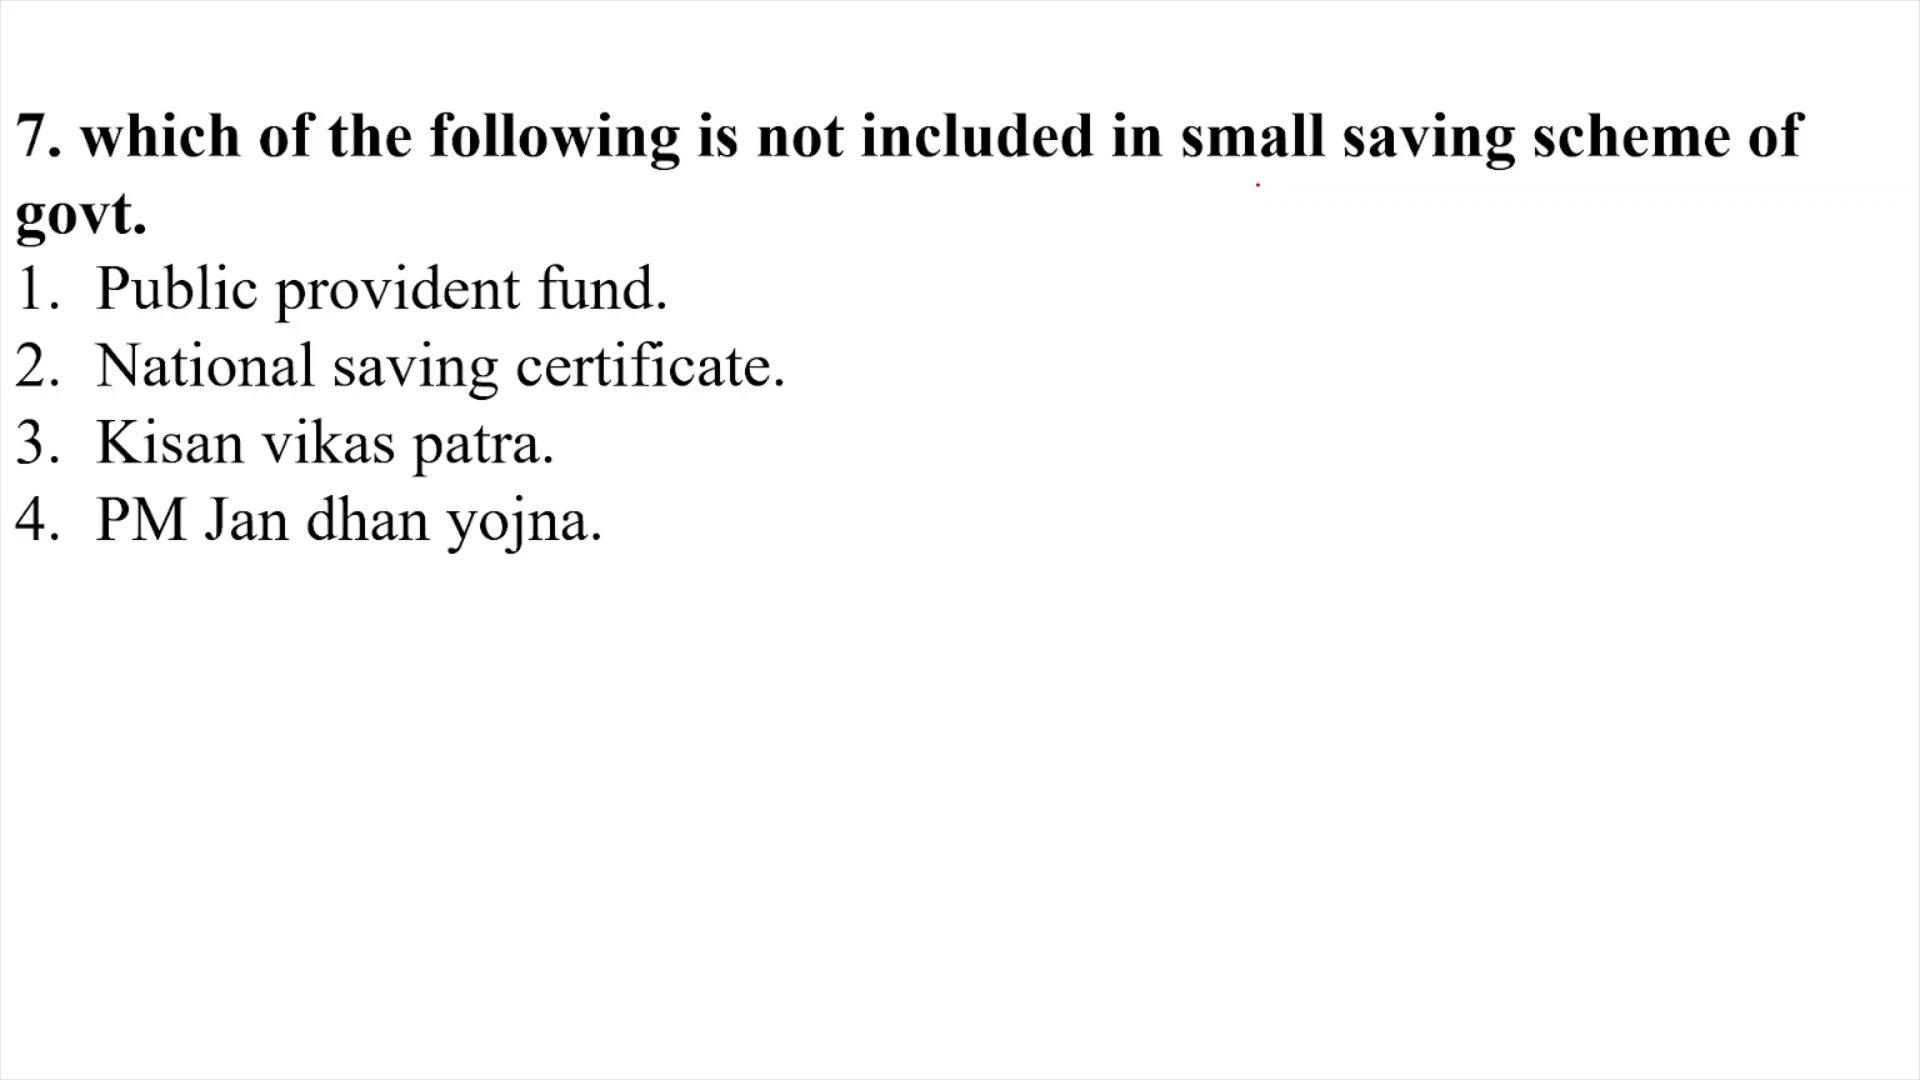 7. which of the following is not included in small saving scheme of
govt.
1. Public provident fund.
2. National saving certificate.
3. Kisan vikas patra.
4. PM Jan dhan yojna.